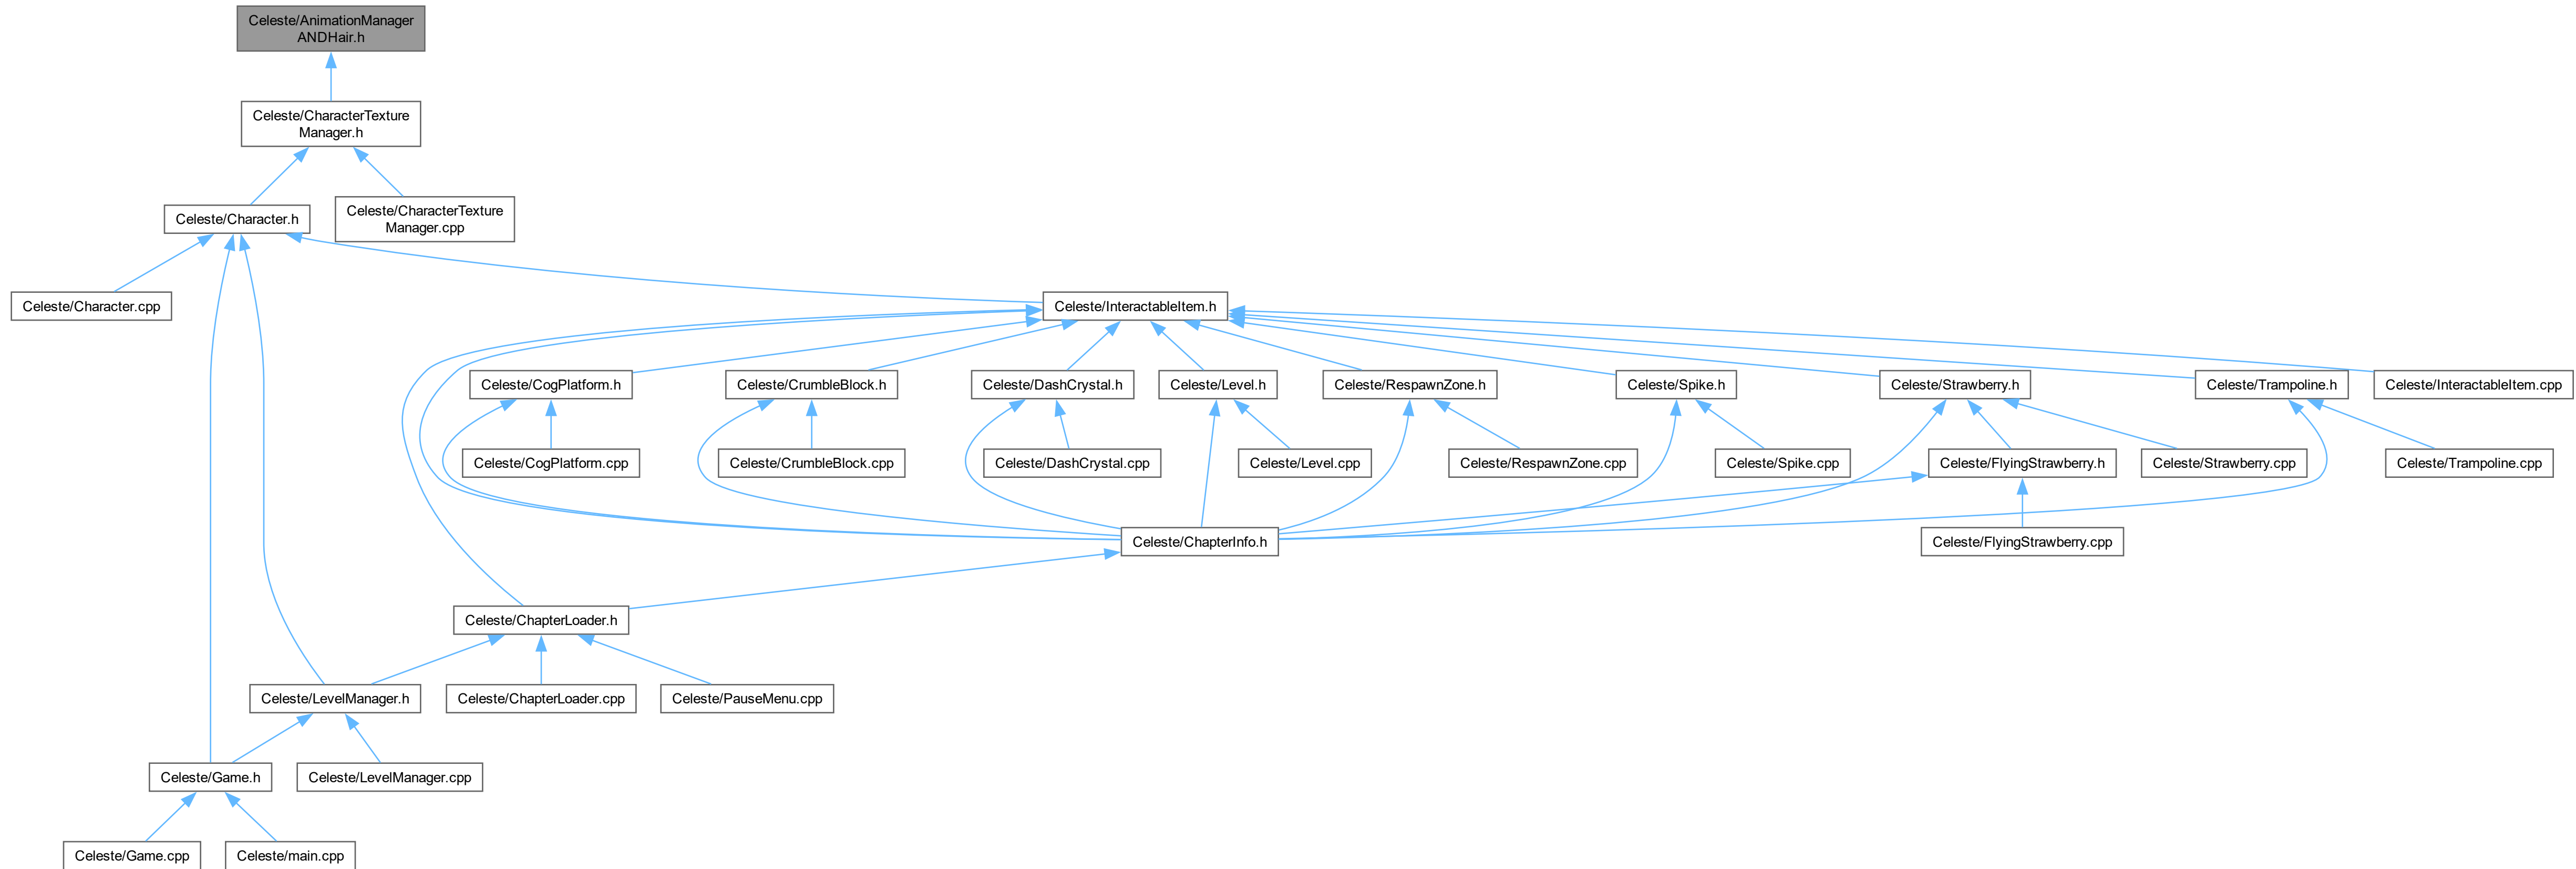 Celeste/AnimationManager
ANDHair.h
Celeste/CharacterTexture
Manager.h
Celeste/Character.h
Celeste/CharacterTexture
Manager.cpp
Celeste/Character.cpp
Celeste/InteractableItem.h
Celeste/CogPlatform.h
Celeste/CrumbleBlock.h
Celeste/DashCrystal.h
Celeste/Level.h
Celeste/RespawnZone.h
Celeste/Spike.h
Celeste/Strawberry.h
Celeste/Trampoline.h
Celeste/InteractableItem.cpp
Celeste/CogPlatform.cpp
Celeste/CrumbleBlock.cpp
Celeste/DashCrystal.cpp
Celeste/Level.cpp
Celeste/RespawnZone.cpp
Celeste/Spike.cpp
Celeste/FlyingStrawberry.h
Celeste/Strawberry.cpp
Celeste/Trampoline.cpp
Celeste/ChapterInfo.h
Celeste/FlyingStrawberry.cpp
Celeste/ChapterLoader.h
Celeste/LevelManager.h
Celeste/ChapterLoader.cpp
Celeste/PauseMenu.cpp
Celeste/Game.h
Celeste/LevelManager.cpp
Celeste/Game.cpp
Celeste/main.cpp